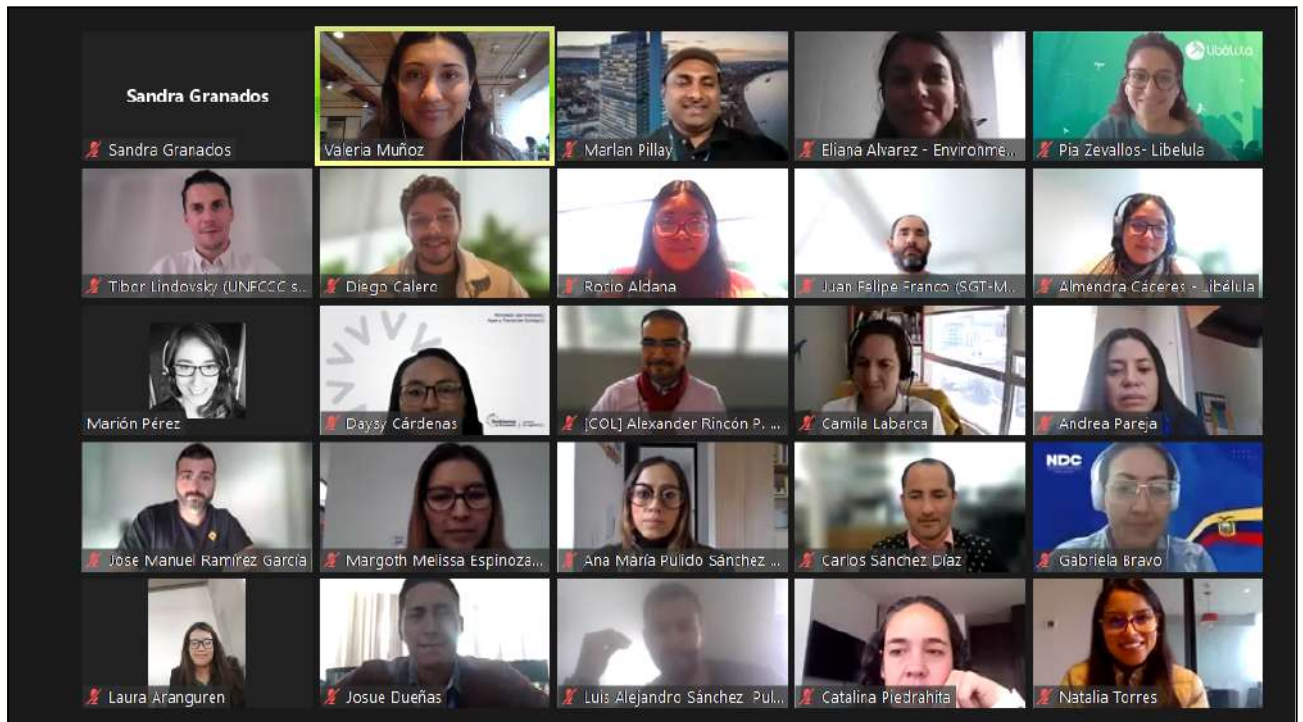 Sandra Granados
Sandra Granados
Valeria Muñoz
Marlan Pillay
Eliana Alvarez - Environme...
libélula
Pia Zevallos- Libelula
Tibor Lindovsky (UNFCCC s...
Diego Calero
Rosio Aldana
Juan Felipe Franco (SGT-M...
Almendra Cáceres - Libélula
Marión Pérez
Daysy Cárdenas
[COL] Alexander Rincón P. ...
Camila Labarca
Andrea Pareja
Jose Manuel Ramírez García
Margoth Melissa Espinoza...
Ana María Pulido Sánchez ...
Carlos Sánchez Díaz
NDC
Gabriela Bravo
Laura Aranguren
Josue Dueñas
Luis Alejandro Sánchez Pul...
Catalina Piedrahita
Natalia Torres